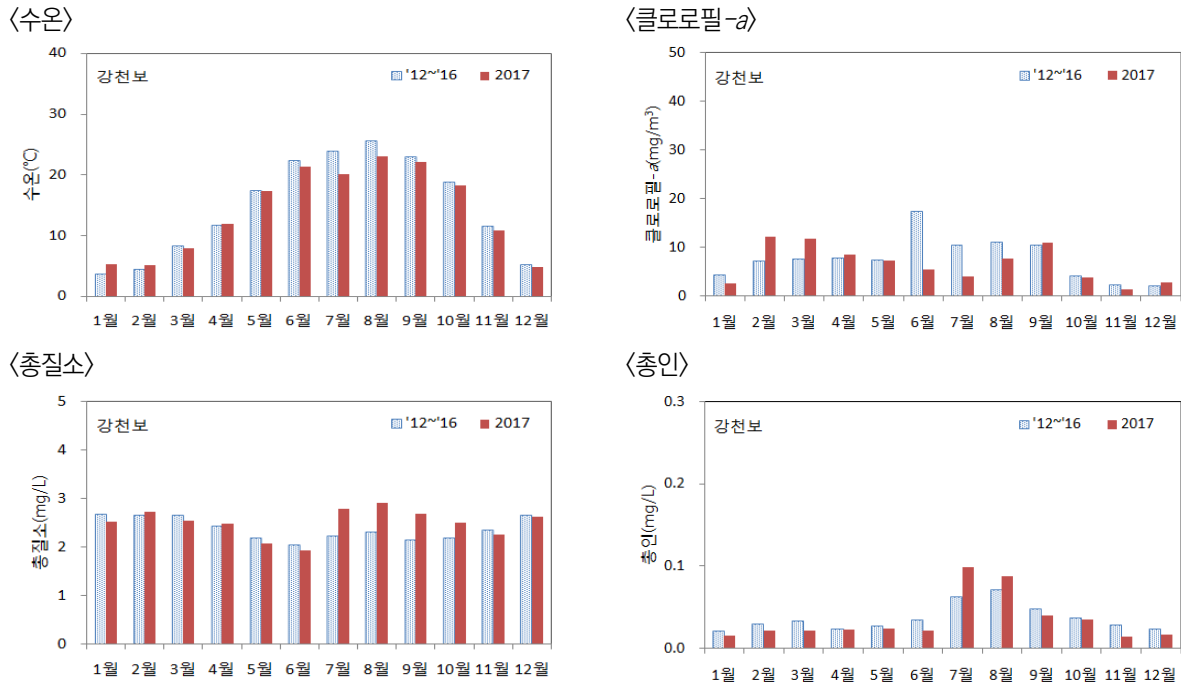 〈수온〉
40
30
20
10
0
수온(℃)
강천보
'12~'16
2017
1월 2월 3월 4월 5월 6월 7월 8월 9월 10월 11월 12월
〈클로로필-a〉
50
40
30
20
10
0
클로로필-a(mg/m³)
강천보
'12~'16
2017
1월 2월 3월 4월 5월 6월 7월 8월 9월 10월 11월 12월
〈총질소〉
5
4
3
2
1
0
총질소(mg/L)
강천보
'12~'16
2017
1월 2월 3월 4월 5월 6월 7월 8월 9월 10월 11월 12월
〈총인〉
0.3
0.2
0.1
0.0
총인(mg/L)
강천보
'12~'16
2017
1월 2월 3월 4월 5월 6월 7월 8월 9월 10월 11월 12월